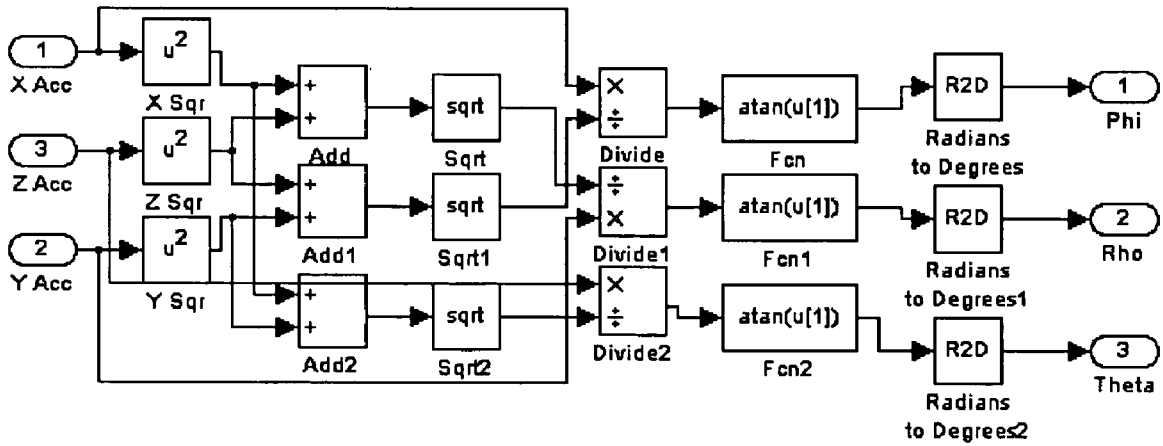 1
X Acc
u²
X Sqr
3
Z Acc
u²
Z Sqr
2
Y Acc
u²
Y Sqr
+
+
Add
+
+
Add1
+
+
Add2
sqrt
Sqrt
sqrt
Sqrt1
sqrt
Sqrt2
×
÷
Divide
÷
×
Divide1
×
÷
Divide2
atan(u[1])
Fcn
atan(u[1])
Fcn1
atan(u[1])
Fcn2
R2D
Radians
to Degrees
R2D
Radians
to Degrees1
R2D
Radians
to Degrees2
1
Phi
2
Rho
3
Theta